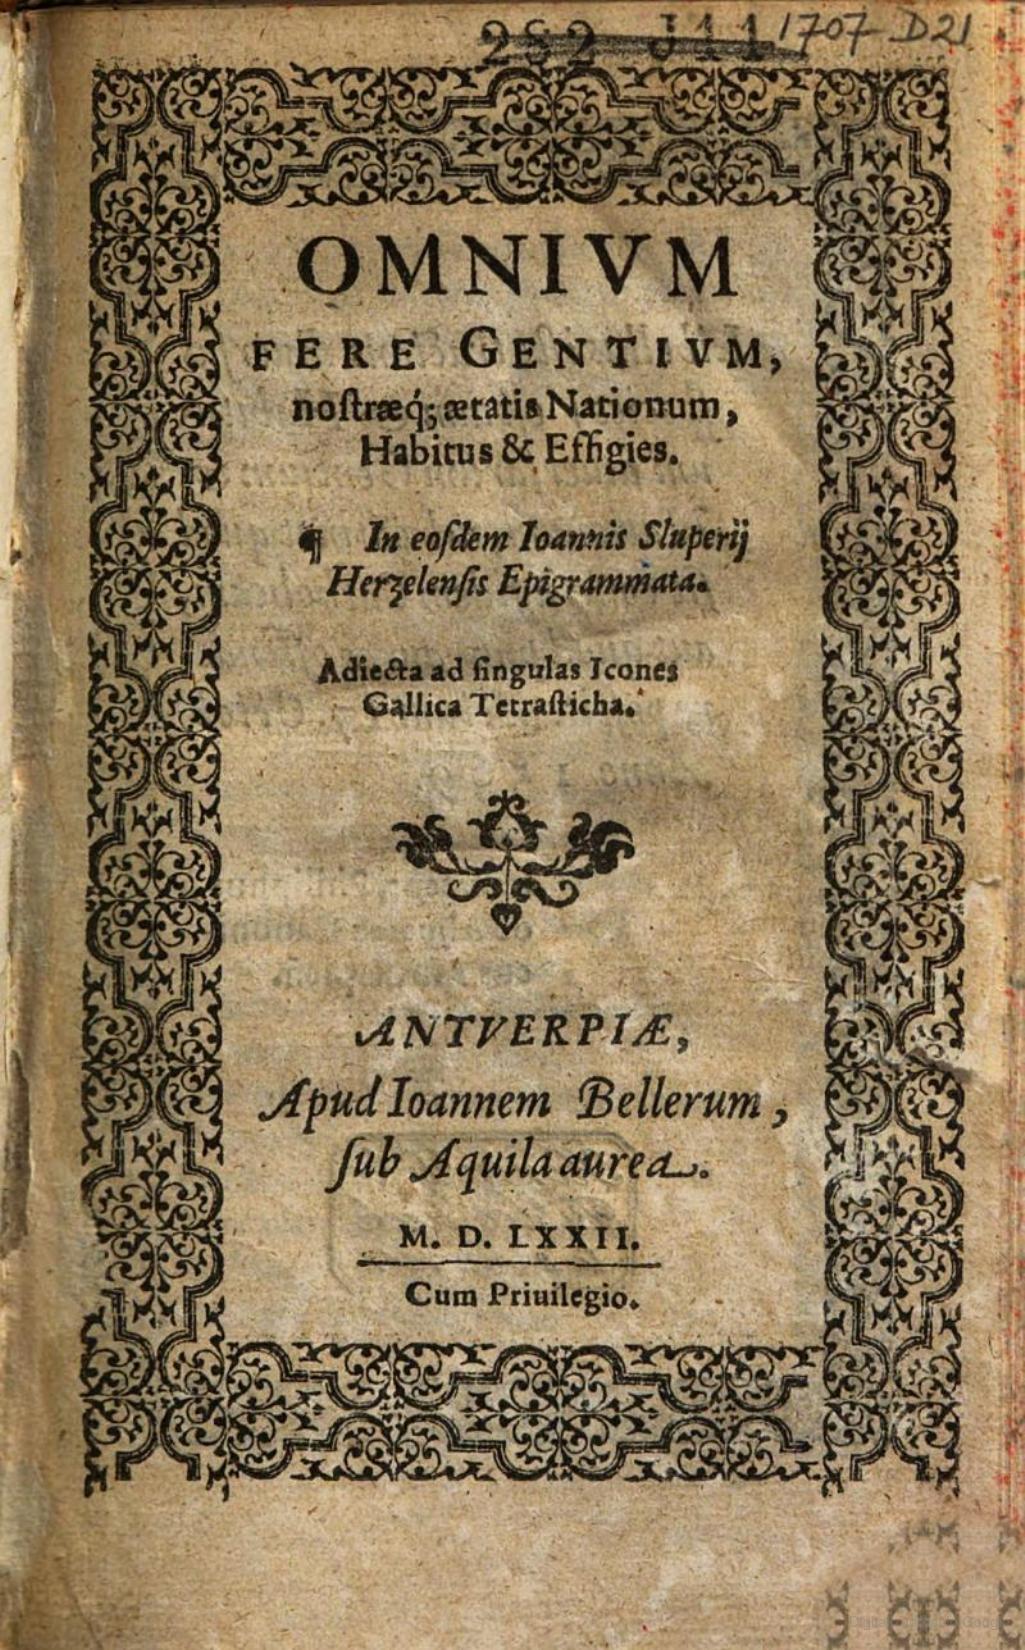 282 J11 1707 D21
OMNIVM
FERE GENTIVM,
noſtræq́; ætatis Nationum,
Habitus & Effigies.
¶ In eoſdem Ioannis Sluperij
Herzelenſis Epigrammata.
Adiecta ad ſingulas Icones
Gallica Tetraſticha.
ANTVERPIÆ,
Apud Ioannem Bellerum,
ſub Aquila aurea.
M. D. LXXII.
Cum Priuilegio.